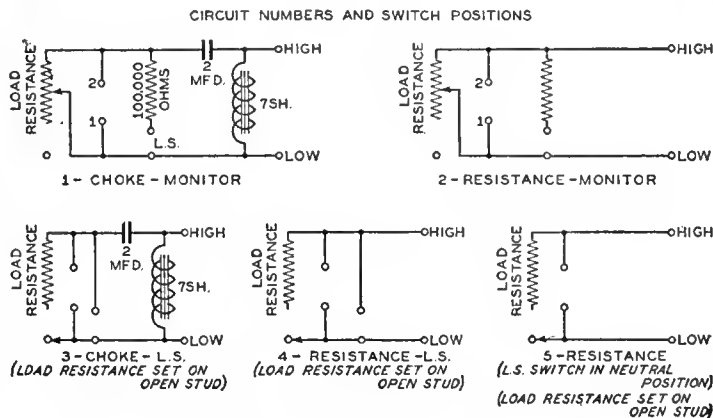 CIRCUIT NUMBERS AND SWITCH POSITIONS
LOAD
RESISTANCE
2
1
100,000
OHMS
L.S.
2
MFD.
75H.
HIGH
LOW
1- CHOKE-MONITOR
LOAD
RESISTANCE
2
1
HIGH
LOW
2-RESISTANCE-MONITOR
LOAD
RESISTANCE
2
MFD.
75H.
HIGH
LOW
3-CHOKE-L.S.
(LOAD RESISTANCE SET ON
OPEN STUD)
LOAD
RESISTANCE
HIGH
LOW
4- RESISTANCE-L.S.
(LOAD RESISTANCE SET ON
OPEN STUD)
LOAD
RESISTANCE
HIGH
LOW
5-RESISTANCE
(L.S. SWITCH IN NEUTRAL
POSITION)
(LOAD RESISTANCE SET ON
OPEN STUD)